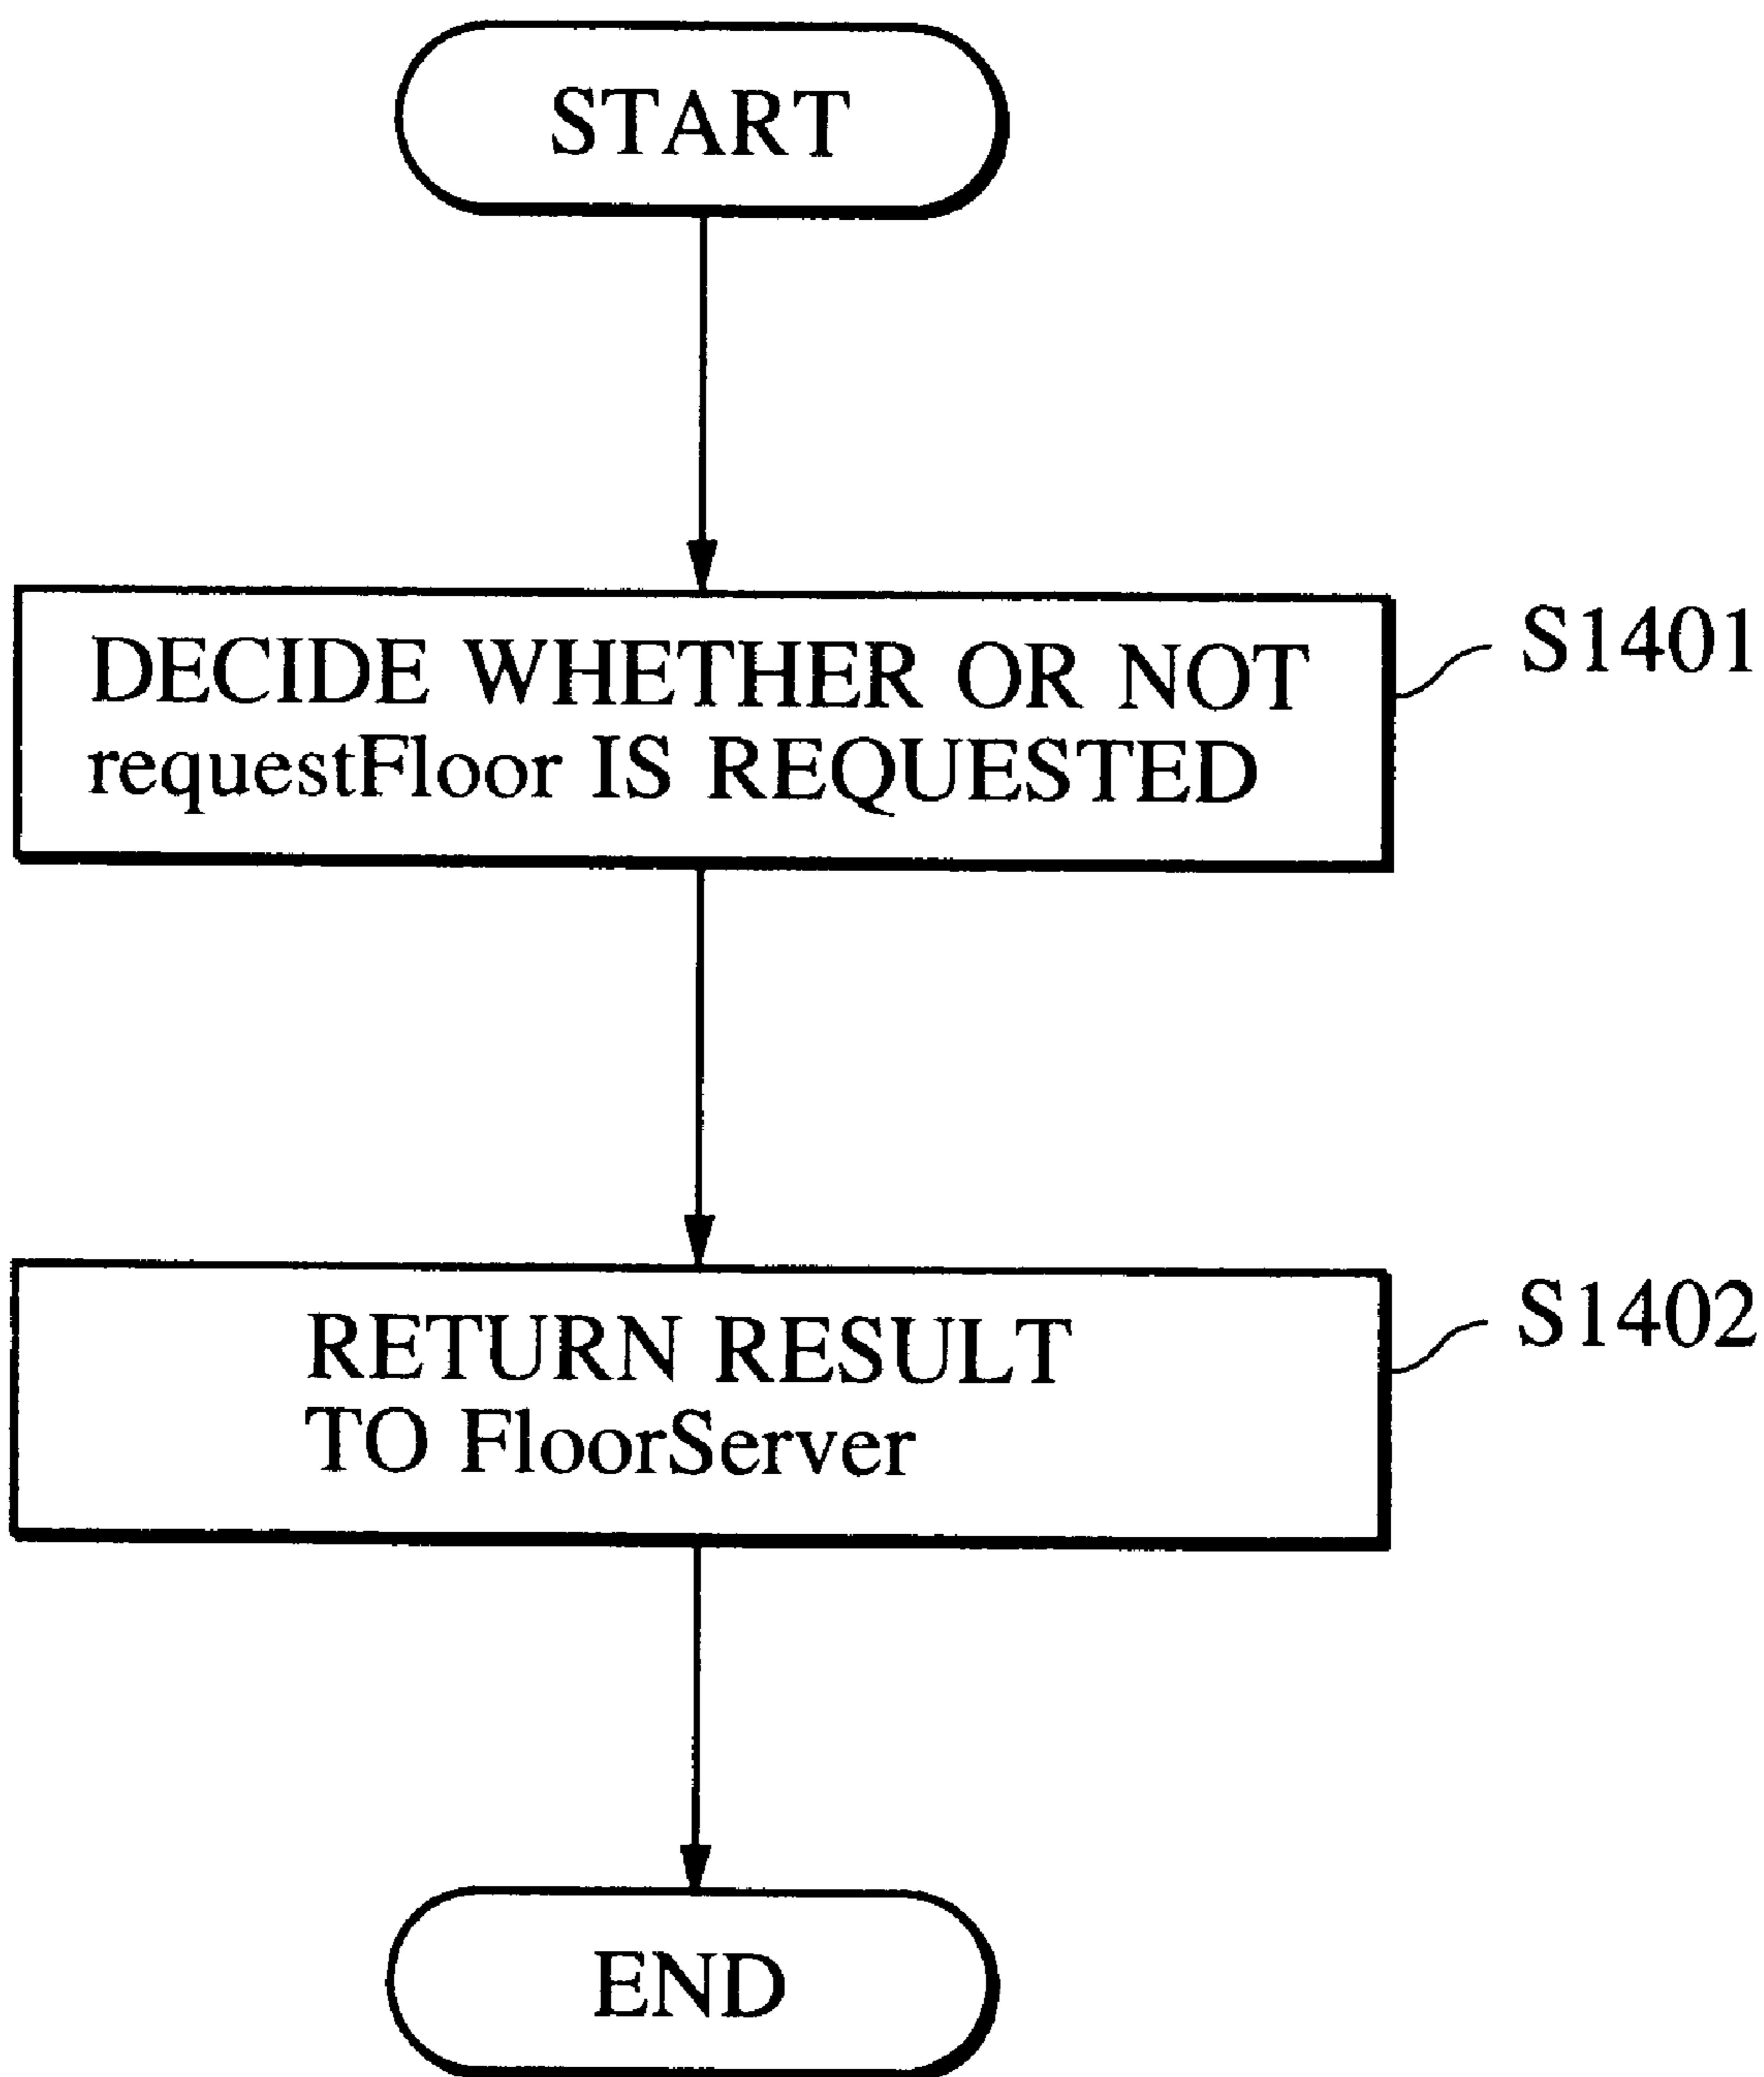 START
DECIDE WHETHER OR NOT
requestFloor IS REQUESTED
S1401
RETURN RESULT
TO FloorServer
S1402
END